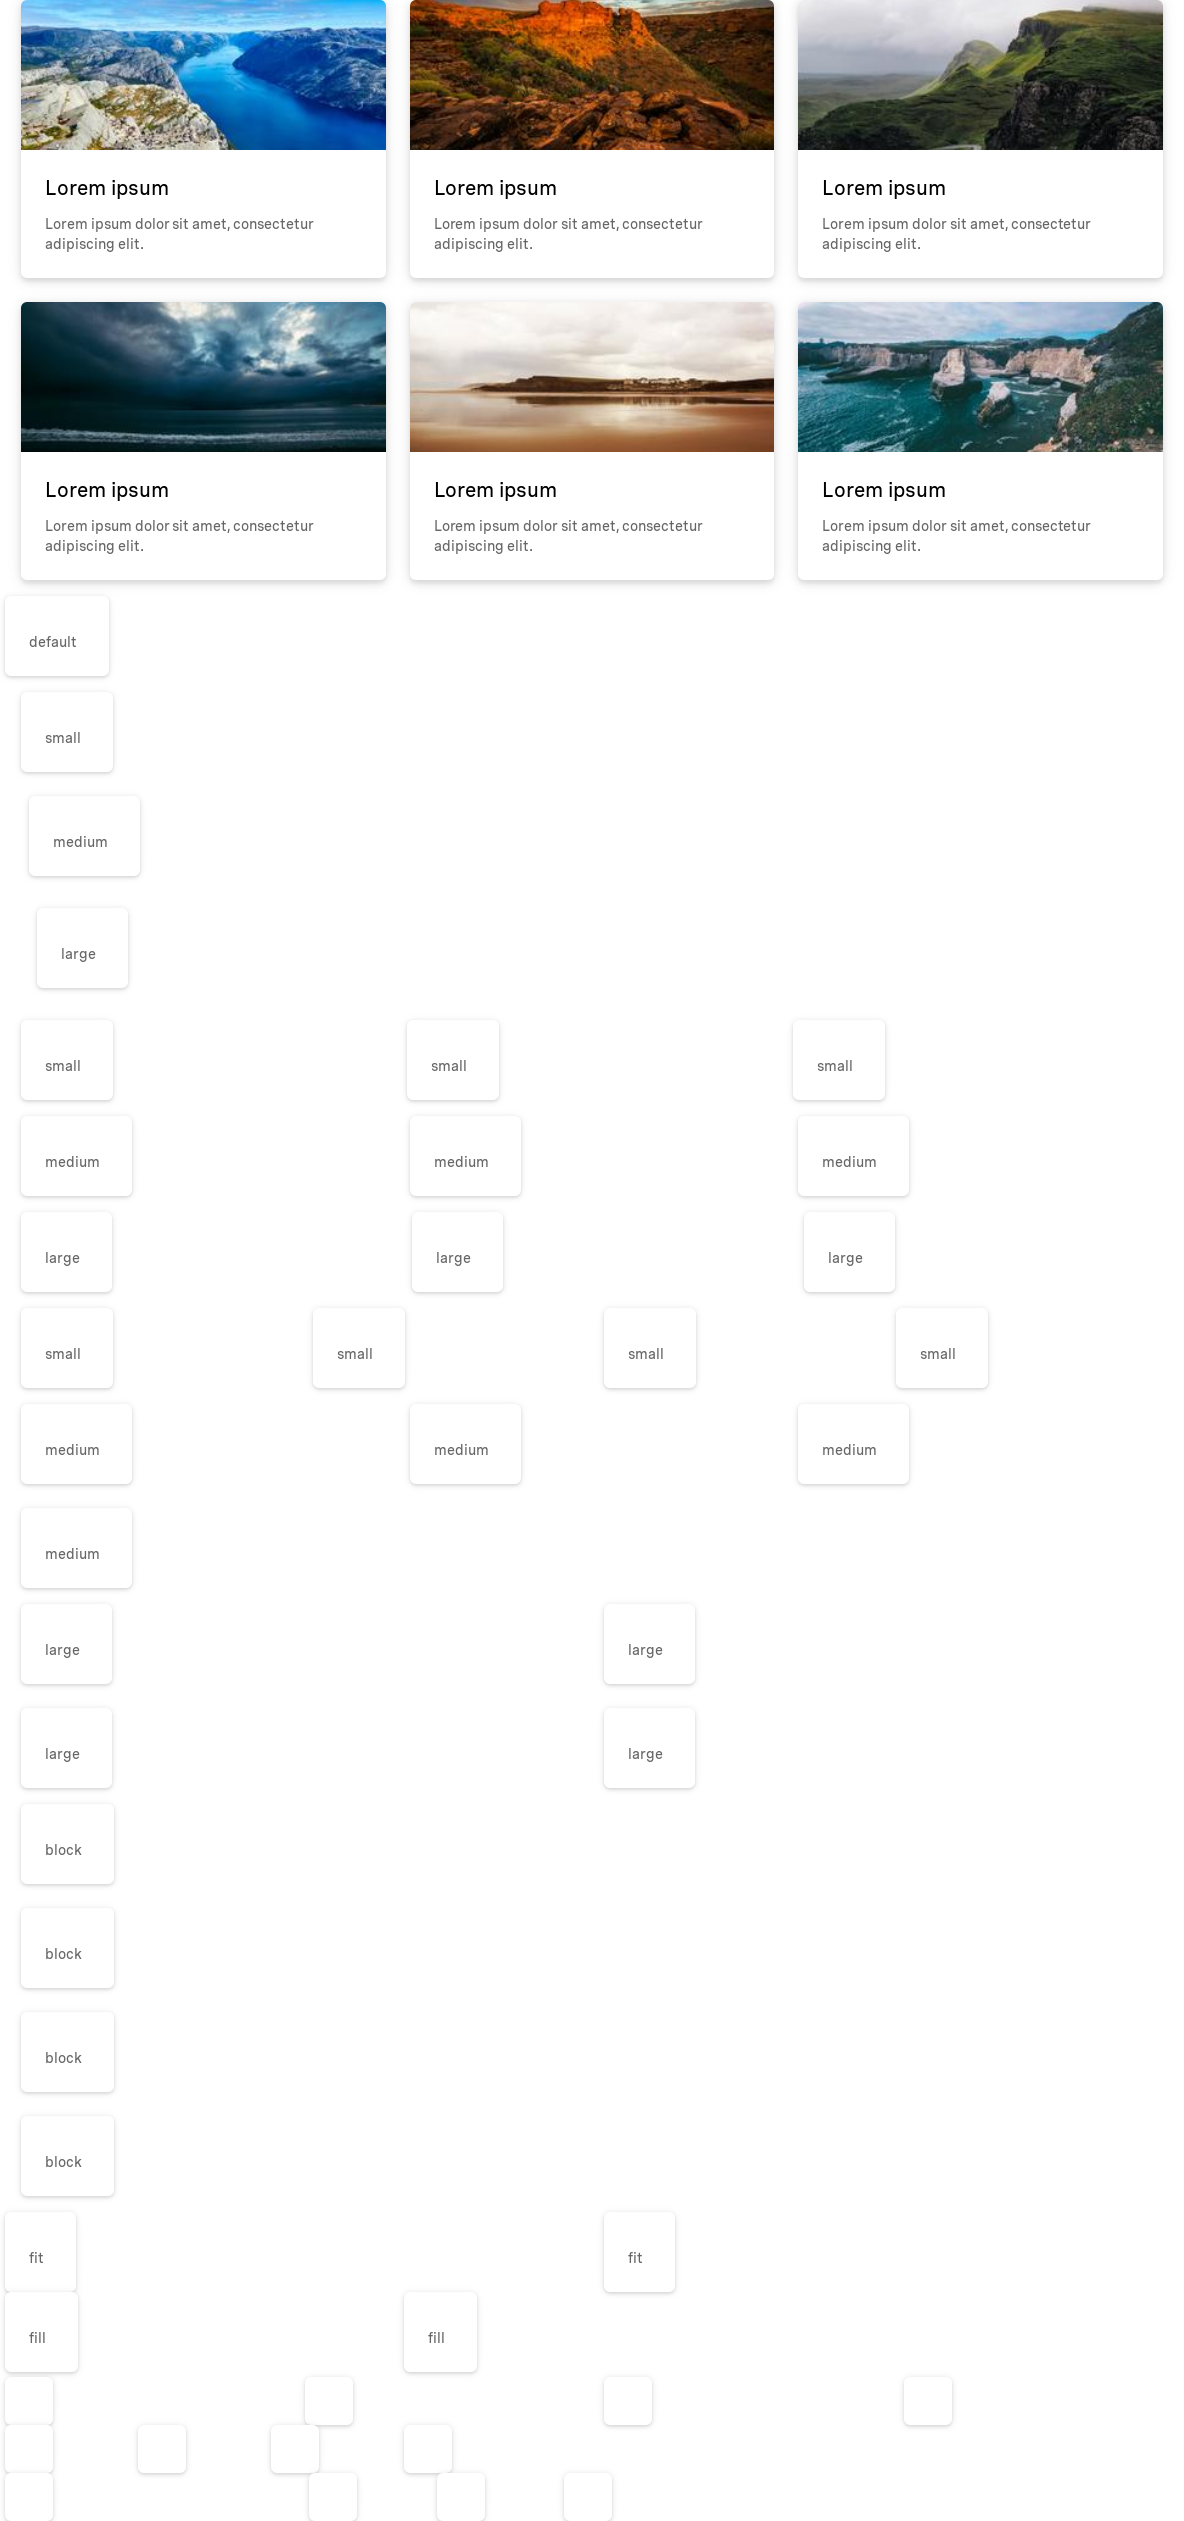 Lorem ipsum
Lorem ipsum dolor sit amet, consectetur
adipiscing elit.
Lorem ipsum
Lorem ipsum dolor sit amet, consectetur
adipiscing elit.
Lorem ipsum
Lorem ipsum dolor sit amet, consectetur
adipiscing elit.
Lorem ipsum
Lorem ipsum dolor sit amet, consectetur
adipiscing elit.
Lorem ipsum
Lorem ipsum dolor sit amet, consectetur
adipiscing elit.
Lorem ipsum
Lorem ipsum dolor sit amet, consectetur
adipiscing elit.
default
small
medium
large
small
small
small
medium
medium
medium
large
large
large
small
small
small
small
medium
medium
medium
medium
large
large
large
large
block
block
block
block
fit
fit
fill
fill